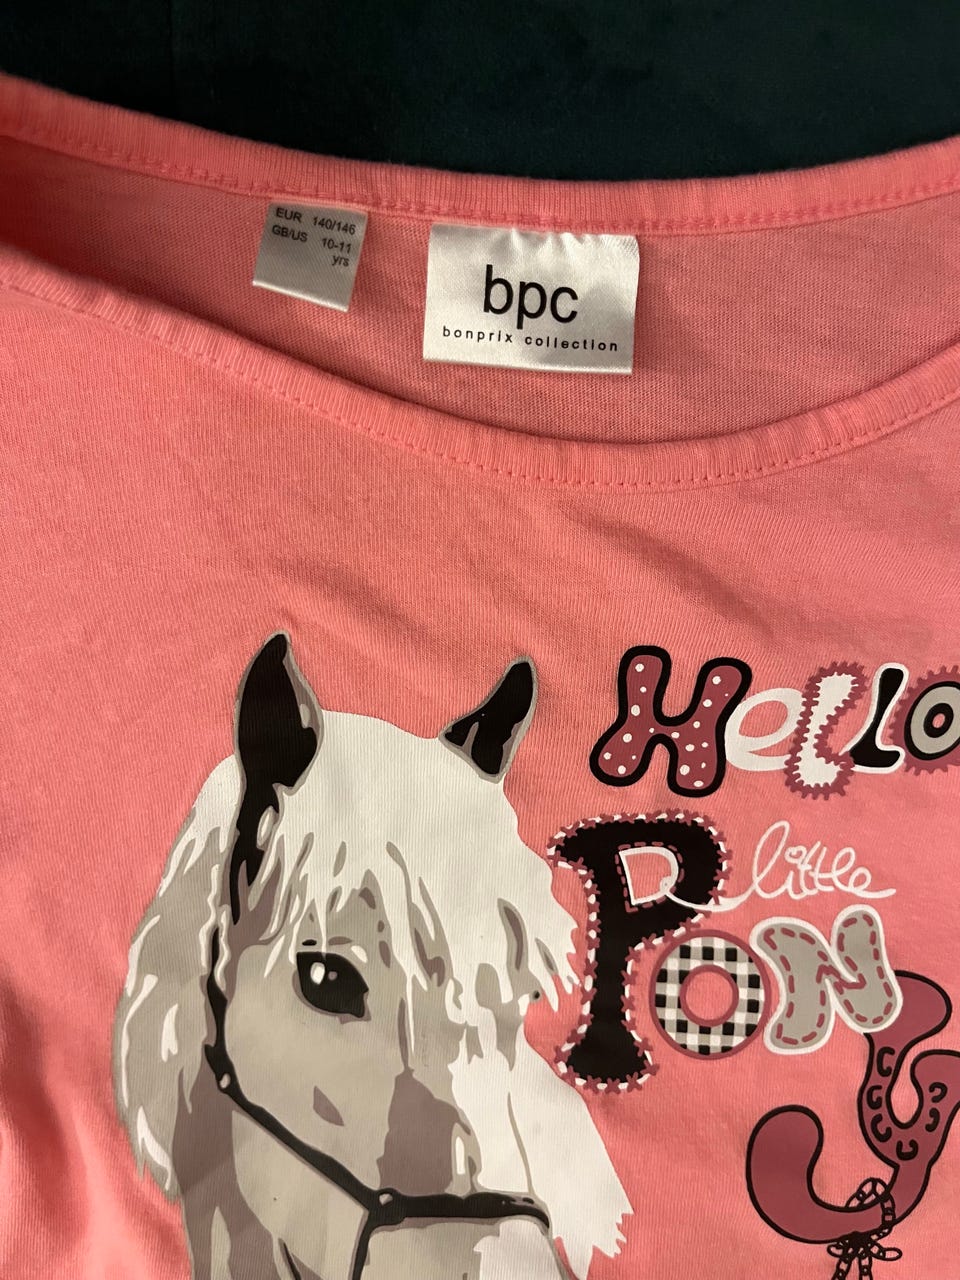 EUR 140/146
GB/US 10-11
yrs
bpc
bonprix collection
Hello
little
PONY